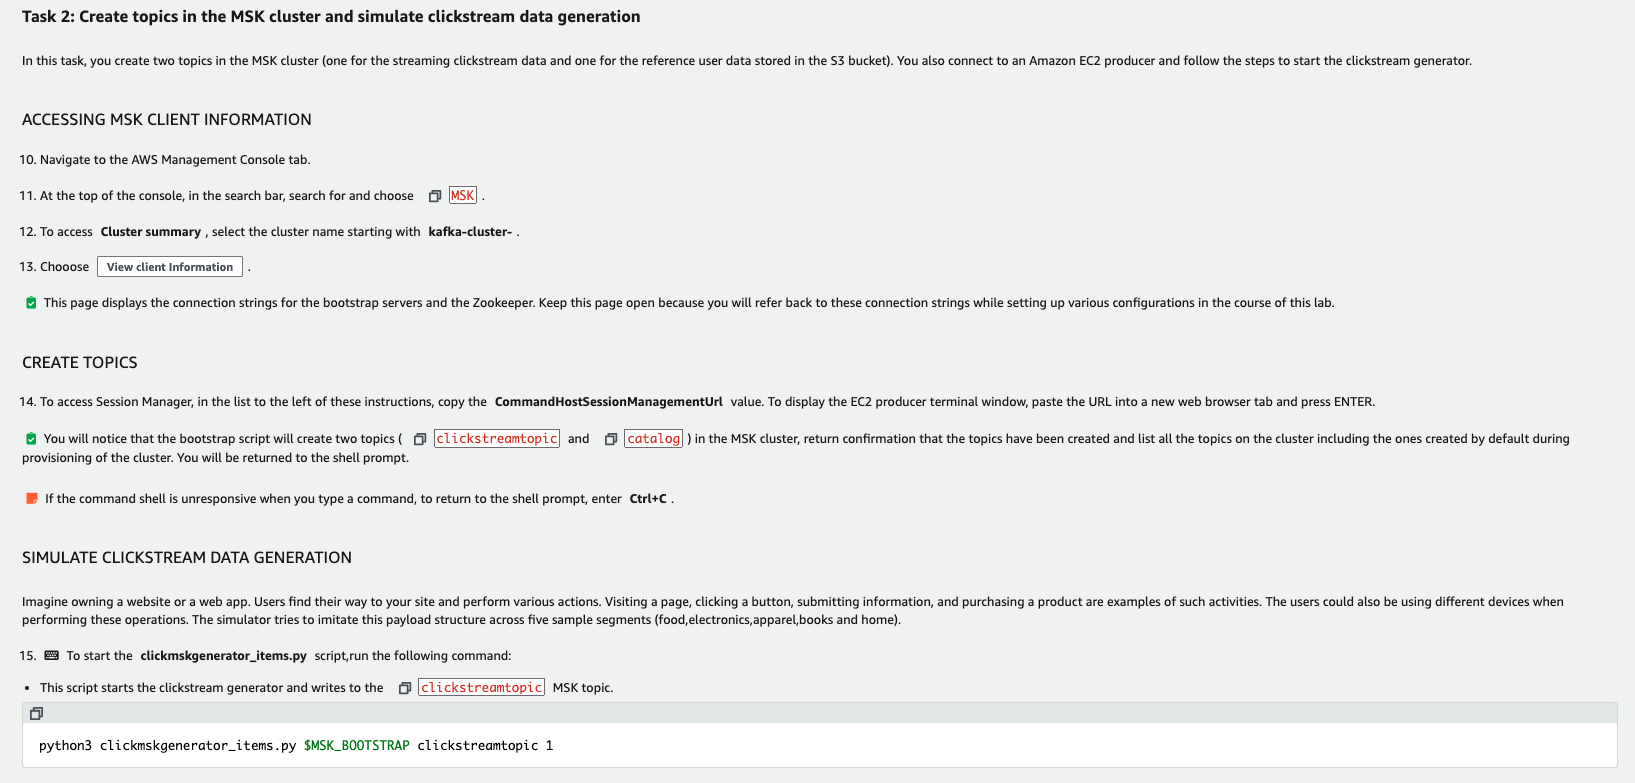 Task 2: Create topics in the MSK cluster and simulate clickstream data generation
In this task, you create two topics in the MSK cluster (one for the streaming clickstream data and one for the reference user data stored in the S3 bucket). You also connect to an Amazon EC2 producer and follow the steps to start the clickstream generator.
ACCESSING MSK CLIENT INFORMATION
10. Navigate to the AWS Management Console tab.
11. At the top of the console, in the search bar, search for and choose MSK .
12. To access Cluster summary , select the cluster name starting with kafka-cluster- .
13. Chooose View client Information .
This page displays the connection strings for the bootstrap servers and the Zookeeper. Keep this page open because you will refer back to these connection strings while setting up various configurations in the course of this lab.
CREATE TOPICS
14. To access Session Manager, in the list to the left of these instructions, copy the CommandHostSessionManagementUrl value. To display the EC2 producer terminal window, paste the URL into a new web browser tab and press ENTER.
You will notice that the bootstrap script will create two topics ( clickstreamtopic and catalog ) in the MSK cluster, return confirmation that the topics have been created and list all the topics on the cluster including the ones created by default during
provisioning of the cluster. You will be returned to the shell prompt.
If the command shell is unresponsive when you type a command, to return to the shell prompt, enter Ctrl+C .
SIMULATE CLICKSTREAM DATA GENERATION
Imagine owning a website or a web app. Users find their way to your site and perform various actions. Visiting a page, clicking a button, submitting information, and purchasing a product are examples of such activities. The users could also be using different devices when
performing these operations. The simulator tries to imitate this payload structure across five sample segments (food,electronics,apparel,books and home).
15. To start the clickmskgenerator_items.py script,run the following command:
• This script starts the clickstream generator and writes to the clickstreamtopic MSK topic.
python3 clickmskgenerator_items.py $MSK_BOOTSTRAP clickstreamtopic 1